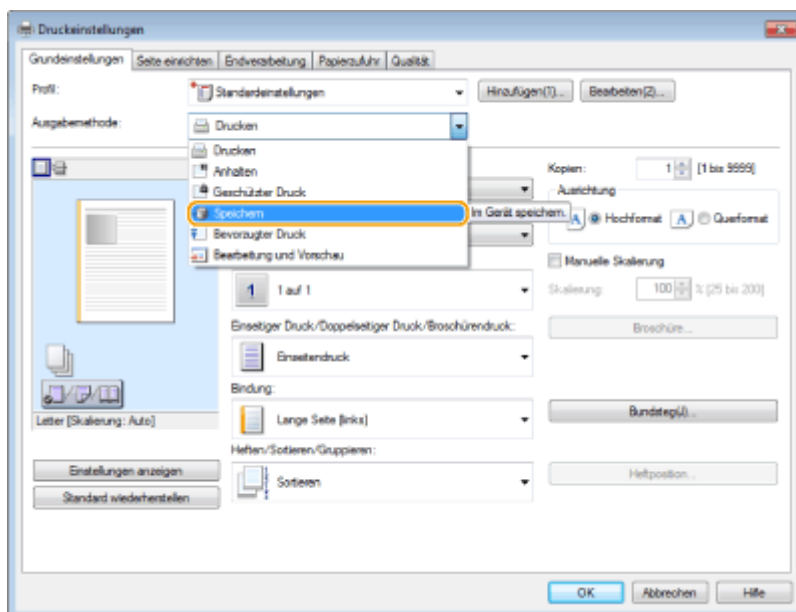 Druckeinstellungen
Grundeinstellungen Seite einrichten Endverarbeitung Papierzufuhr Qualität
Profil: Standardeinstellungen Hinzufügen(1)... Bearbeiten(2)...
Ausgabemethode: Drucken
Drucken
Anhalten
Geschützter Druck
Speichern
Im Gerät speichern.
Bevorzugter Druck
Bearbeitung und Vorschau
Kopien: 1 [1 bis 9999]
Ausrichtung
A Hochformat A Querformat
Manuelle Skalierung
Skalierung: 100 % [25 bis 200]
1 1 auf 1
Einseitiger Druck/Doppelseitiger Druck/Broschürendruck:
Broschüre...
Einseitendruck
Bindung:
Lange Seite [links]
Bundsteg(J)...
Letter [Skalierung: Auto]
Heften/Sortieren/Gruppieren:
Sortieren
Heftposition...
Einstellungen anzeigen
Standard wiederherstellen
OK Abbrechen Hilfe